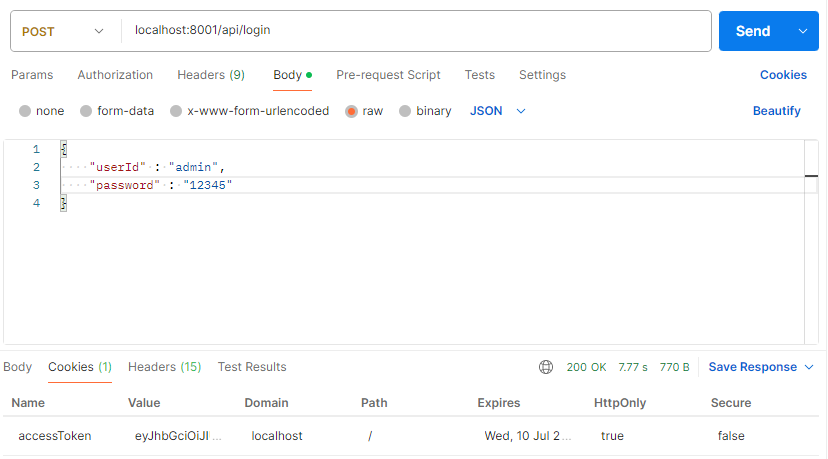 POST localhost:8001/api/login Send
Params Authorization Headers (9) Body Pre-request Script Tests Settings Cookies
none form-data x-www-form-urlencoded raw binary JSON Beautify
1 {
2 "userId" : "admin",
3 "password" : "12345"
4 }
Body Cookies (1) Headers (15) Test Results 200 OK 7.77 s 770 B Save Response
Name Value Domain Path Expires HttpOnly Secure
accessToken eyJhbGciOiJI ... localhost / Wed, 10 Jul 2 ... true false